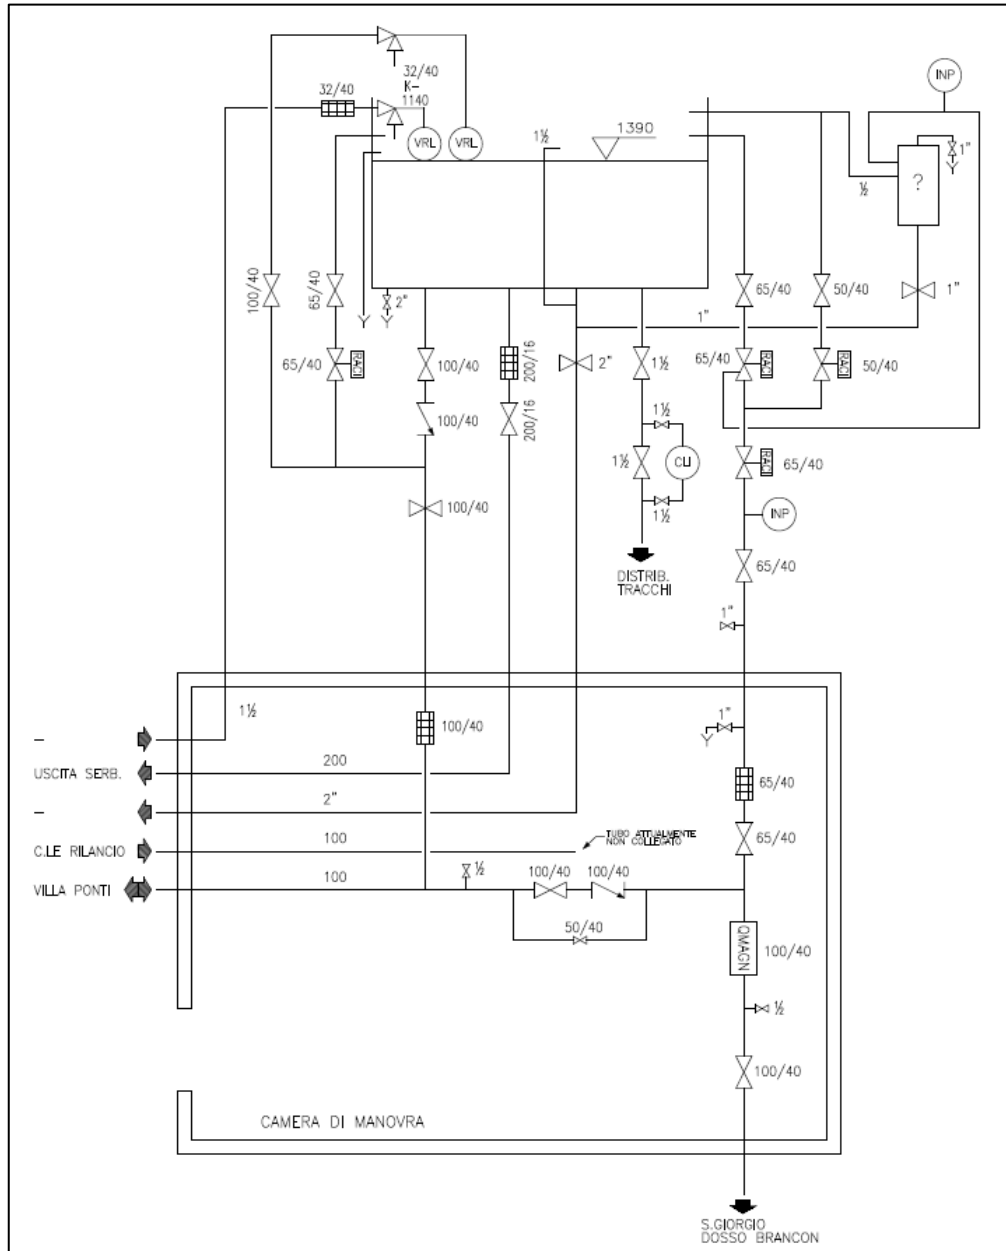 32/40
K-
1140
32/40
VRL
VRL
1½
1390
INP
1"
?
½
100/40
65/40
2"
65/40
50/40
1"
1"
65/40
RACI
100/40
200/16
2"
1½
65/40
RACI
RACI
50/40
100/40
200/16
1½
1½
CU
1½
RACI
65/40
100/40
INP
DISTRIB.
TRACCHI
65/40
1"
1½
100/40
1"
-
USCITA SERB.
200
65/40
-
2"
C.LE RILANCIO
100
TUBO ATTUALMENTE
NON COLLEGATO
65/40
VILLA PONTI
100
½
100/40
100/40
50/40
QMAGN
100/40
½
100/40
CAMERA DI MANOVRA
S.GIORGIO
DOSSO BRANCON